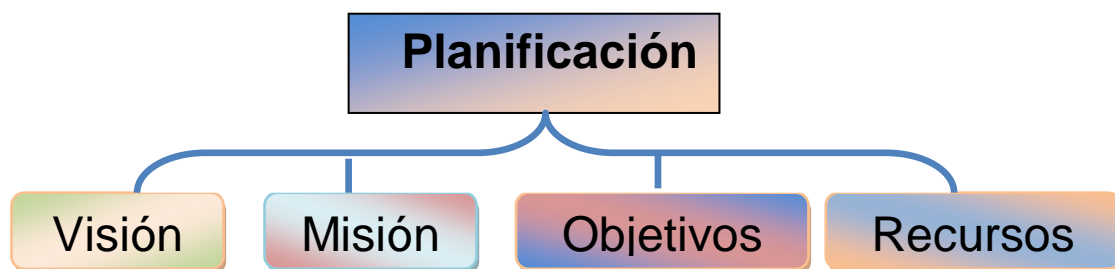 Planificación
Visión
Misión
Objetivos
Recursos